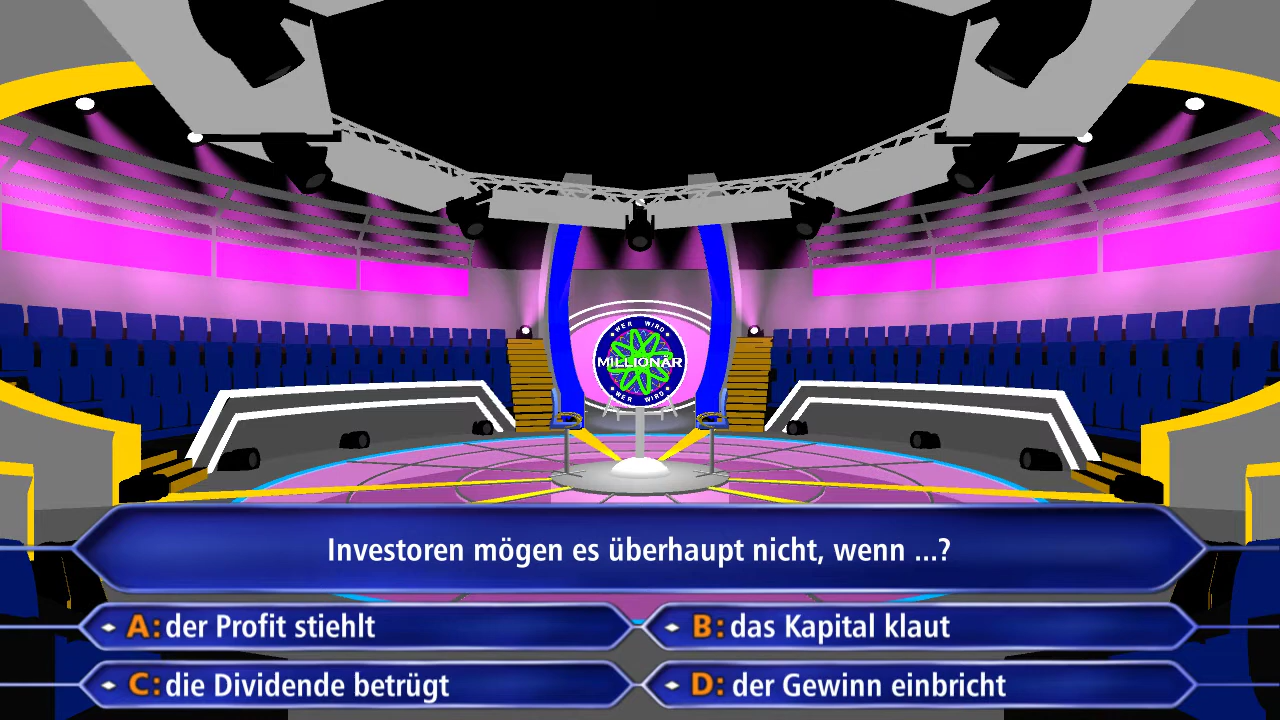 WER WIRD
MILLIONÄR
WER WIRD
Investoren mögen es überhaupt nicht, wenn ...?
A: der Profit stiehlt
B: das Kapital klaut
C: die Dividende betrügt
D: der Gewinn einbricht